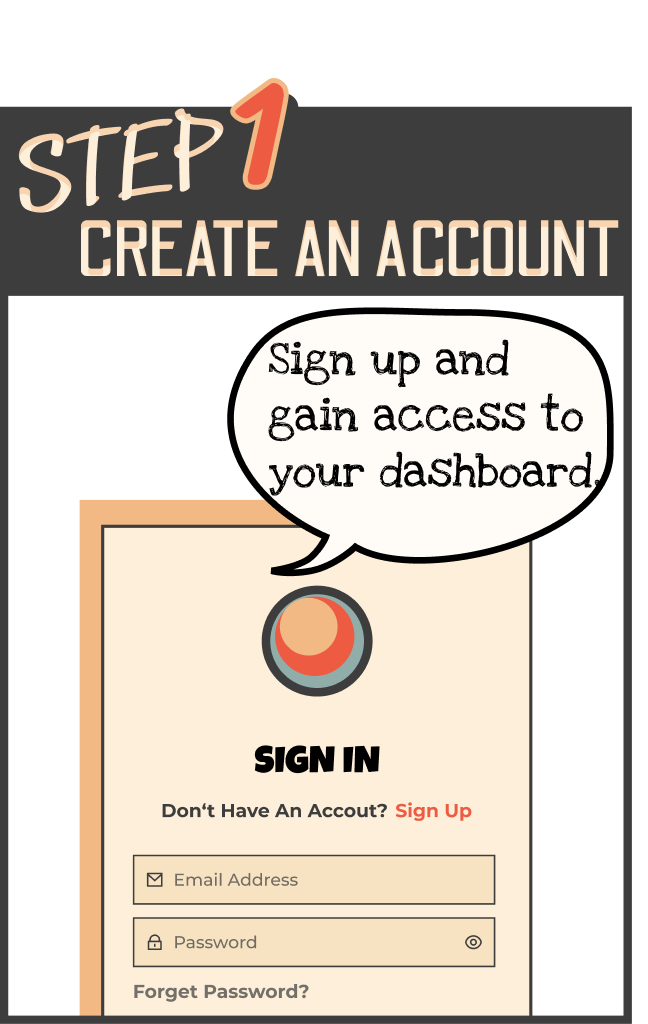 STEP 1
CREATE AN ACCOUNT
Sign up and
gain access to
your dashboard.
SIGN IN
Don‘t Have An Accout? Sign Up
Email Address
Password
Forget Password?